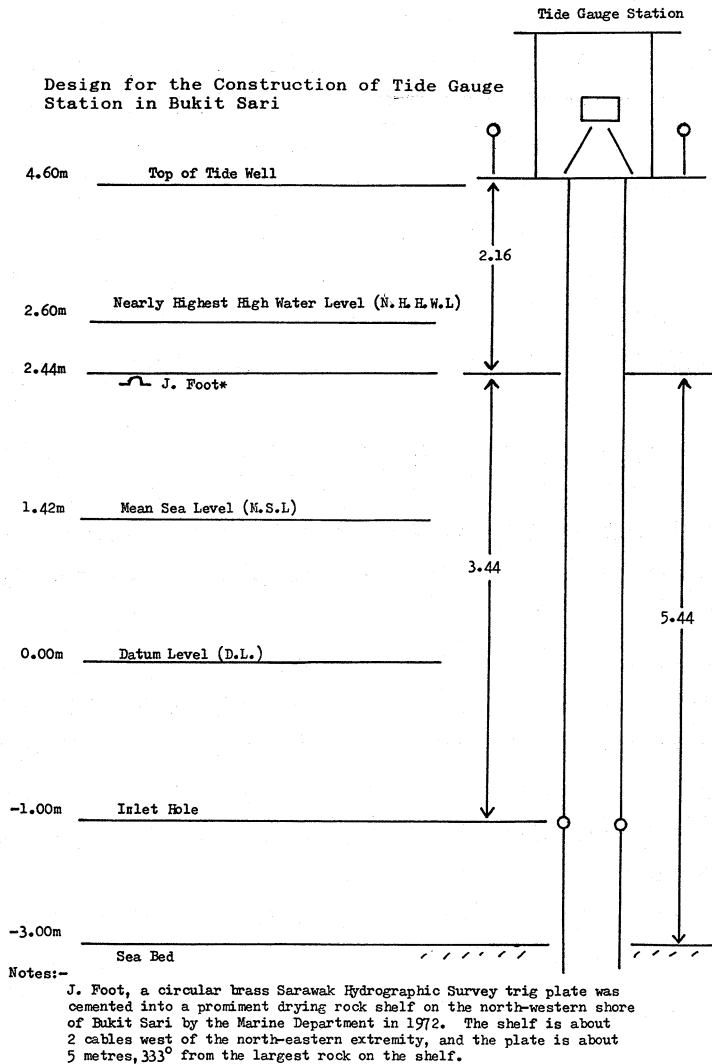 Tide Gauge Station
Design for the Construction of Tide Gauge
Station in Bukit Sari
4.60m Top of Tide Well
2.16
2.60m Nearly Highest High Water Level (N.H.H.W.L)
2.44m
J. Foot*
1.42m Mean Sea Level (M.S.L)
3.44
5.44
0.00m Datum Level (D.L.)
-1.00m Inlet Hole
-3.00m
Sea Bed
Notes:-
J. Foot, a circular brass Sarawak Hydrographic Survey trig plate was
cemented into a promiment drying rock shelf on the north-western shore
of Bukit Sari by the Marine Department in 1972. The shelf is about
2 cables west of the north-eastern extremity, and the plate is about
5 metres, 333° from the largest rock on the shelf.